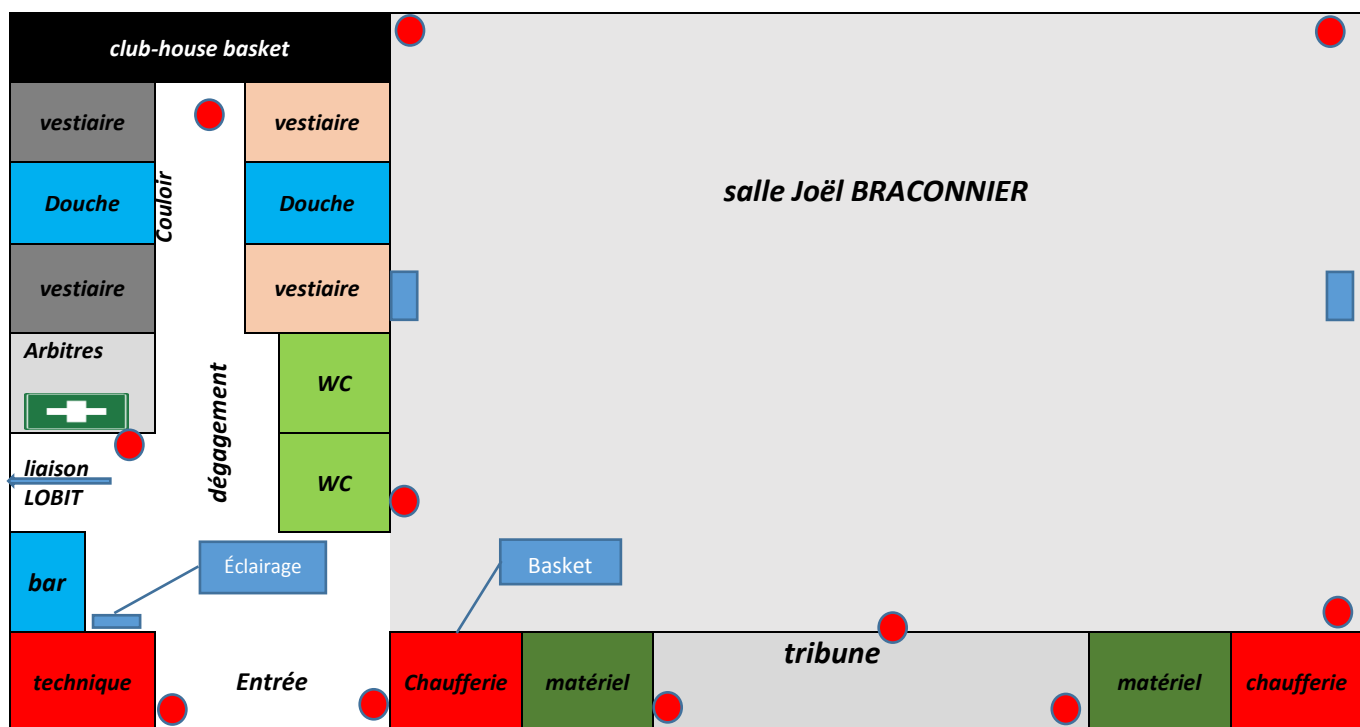 club-house basket
vestiaire
vestiaire
Douche
Couloir
Douche
salle Joël BRACONNIER
vestiaire
vestiaire
Arbitres
WC
dégagement
liaison
LOBIT
WC
bar
Éclairage
Basket
technique
Entrée
Chaufferie
matériel
tribune
matériel
chaufferie